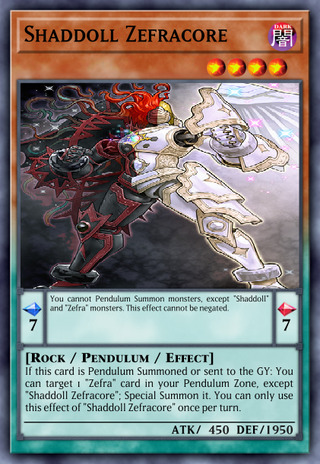 Shaddoll Zefracore
DARK
闇
You cannot Pendulum Summon monsters, except "Shaddoll"
and "Zefra" monsters. This effect cannot be negated.
7
7
[Rock / Pendulum / Effect]
If this card is Pendulum Summoned or sent to the GY: You
can target 1 "Zefra" card in your Pendulum Zone, except
"Shaddoll Zefracore"; Special Summon it. You can only use
this effect of "Shaddoll Zefracore" once per turn.
ATK/ 450 DEF/1950